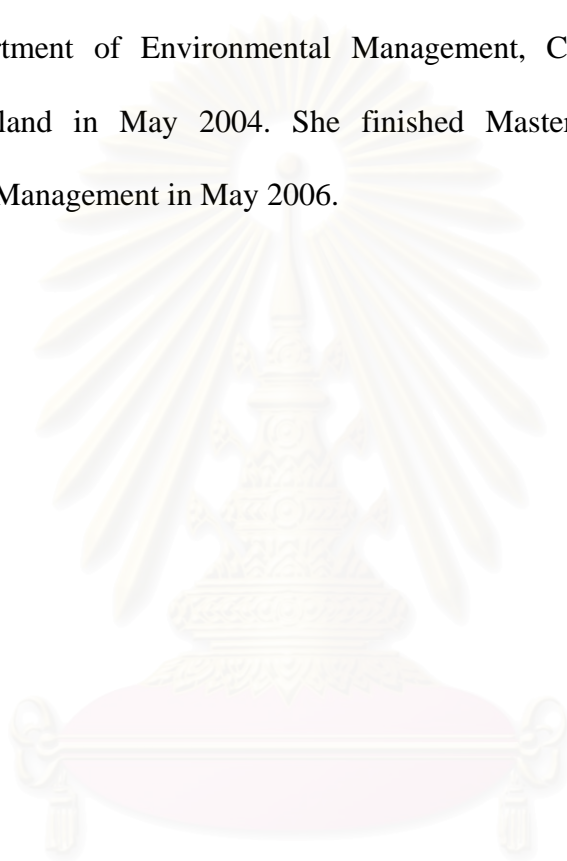 rtment of Environmental Management, C
land in May 2004. She finished Master
Management in May 2006.